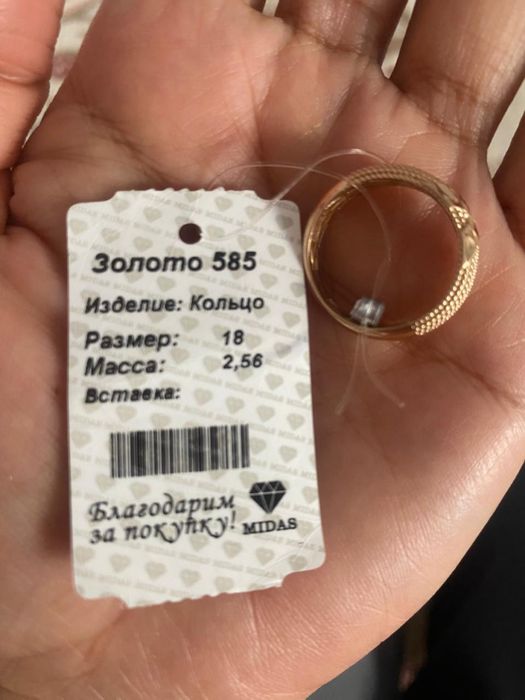 Золото 585
Изделие: Кольцо
Размер: 18
Масса: 2,56
Вставка:
Благодарим
за покупку!
MIDAS